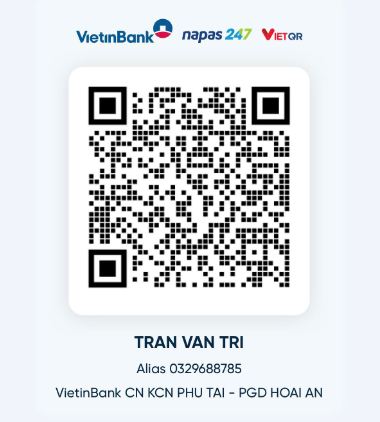 VietinBank napas 247 VIETQR
TRAN VAN TRI
Alias 0329688785
VietinBank CN KCN PHU TAI - PGD HOAI AN